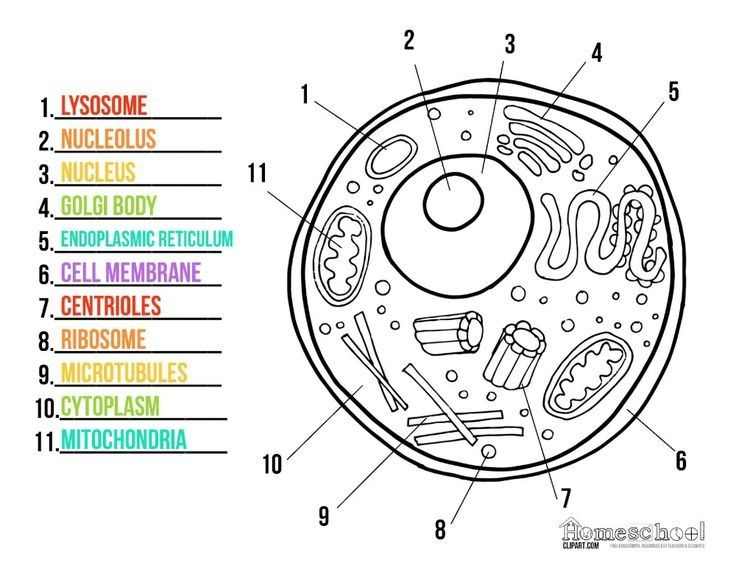 1. LYSOSOME
2. NUCLEOLUS
3. NUCLEUS
4. GOLGI BODY
5. ENDOPLASMIC RETICULUM
6. CELL MEMBRANE
7. CENTRIOLES
8. RIBOSOME
9. MICROTUBULES
10. CYTOPLASM
11. MITOCHONDRIA
1
2
3
4
5
11
10
9
8
7
6
Homeschool
CLIPART.COM